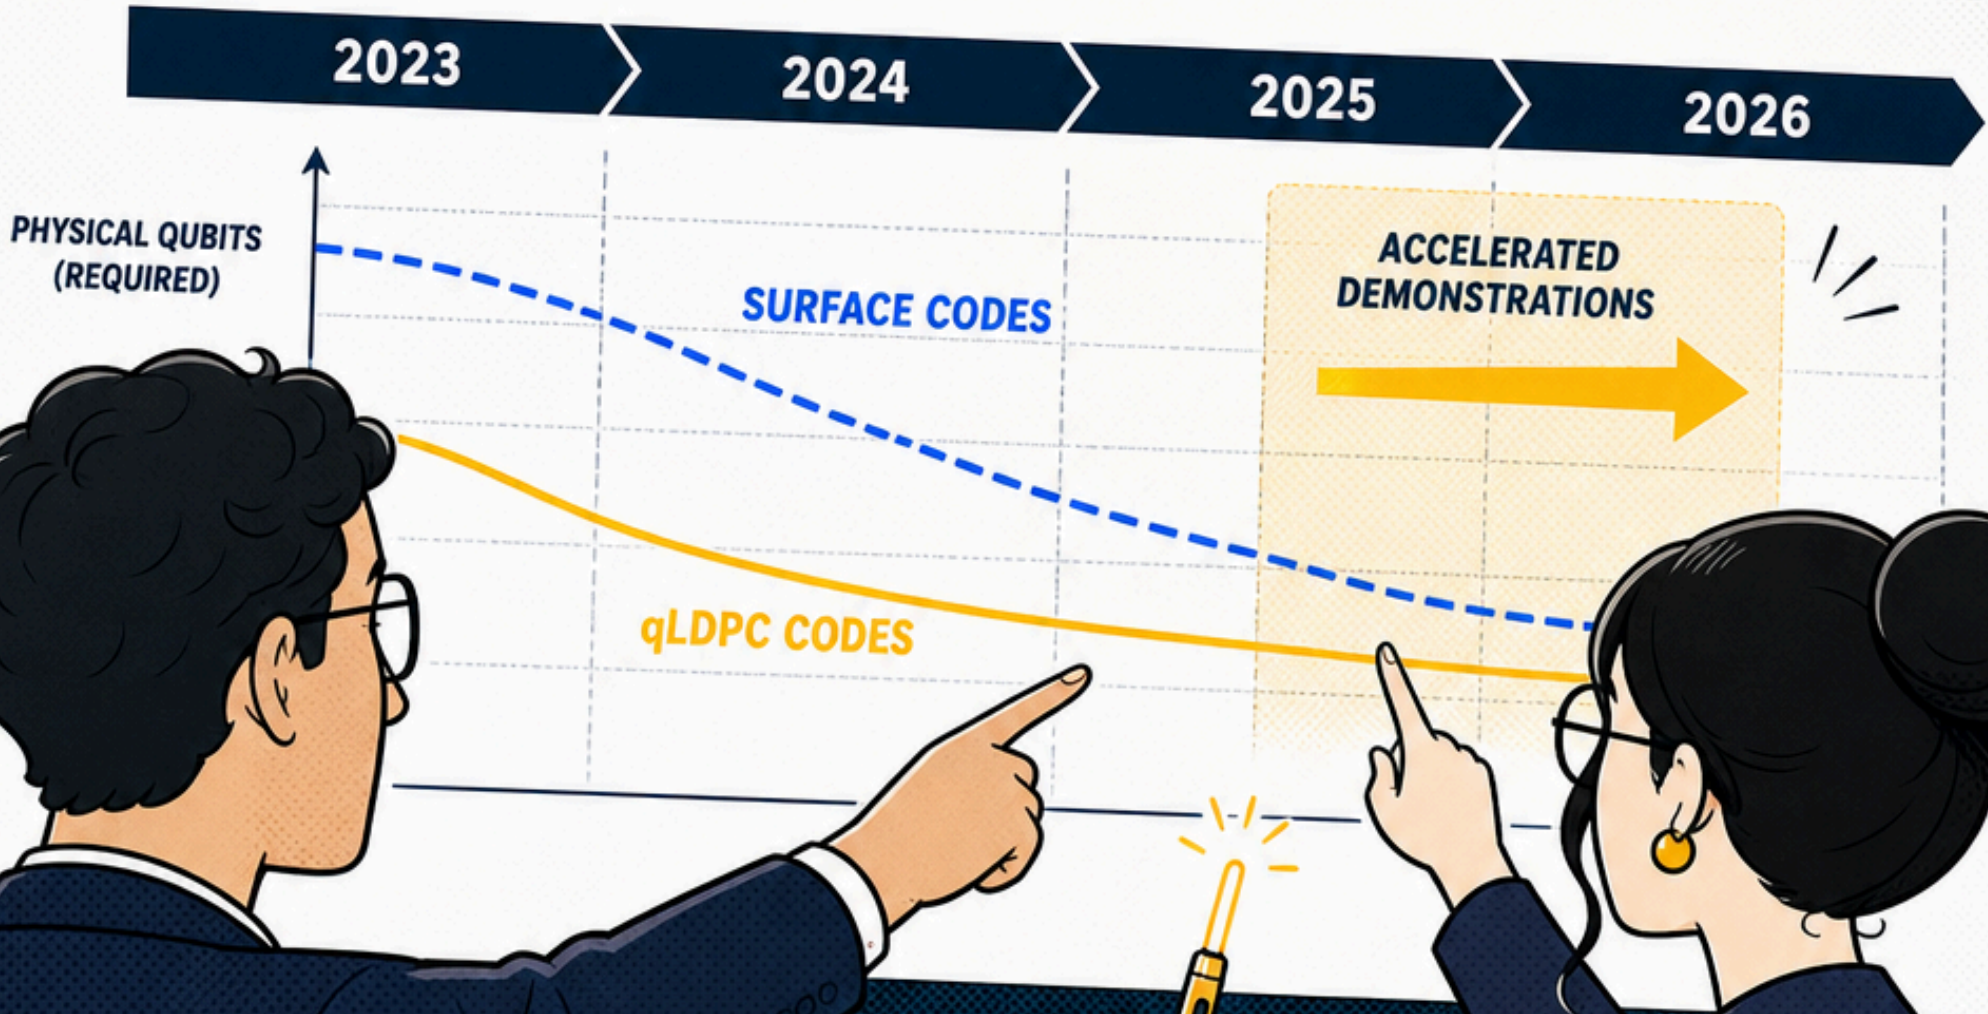 2023
2024
2025
2026
PHYSICAL QUBITS
(REQUIRED)
SURFACE CODES
ACCELERATED
DEMONSTRATIONS
qLDPC CODES